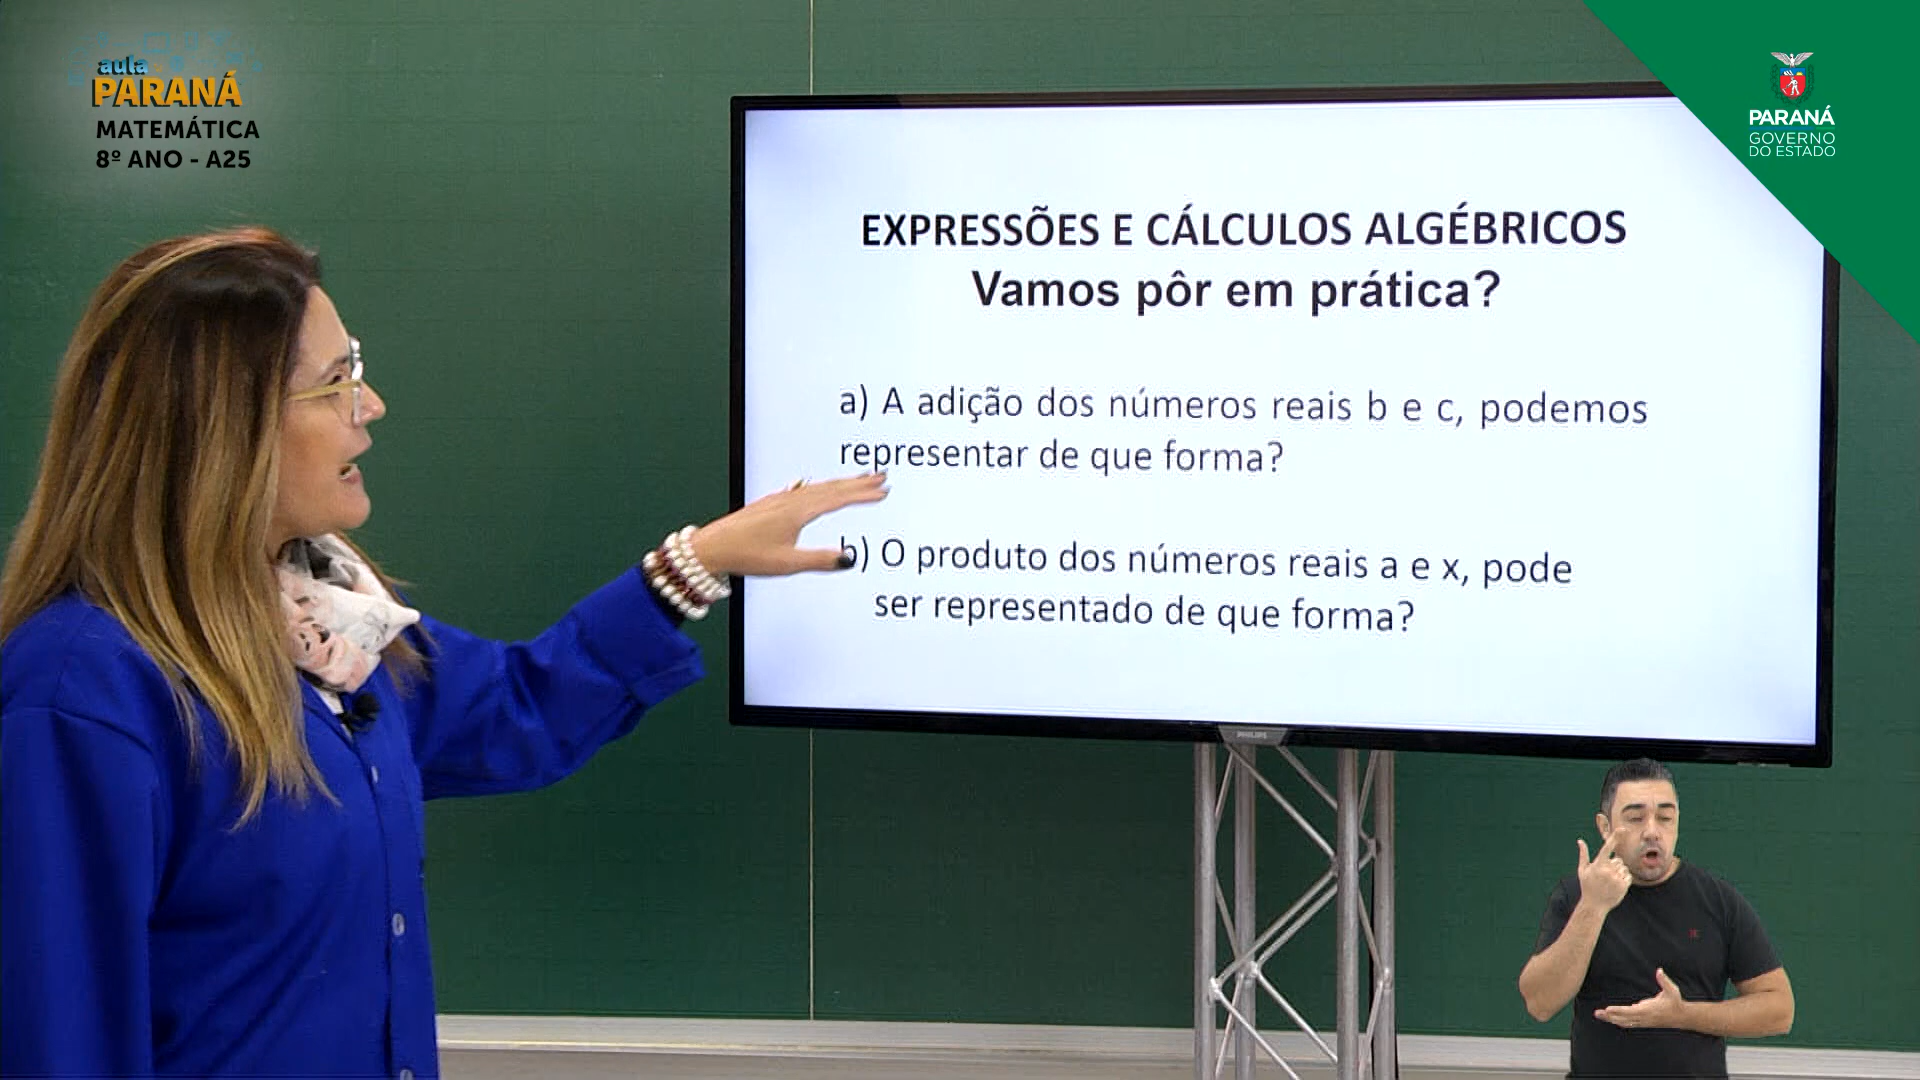 aula
PARANÁ
MATEMÁTICA
8º ANO - A25
PARANÁ
GOVERNO
DO ESTADO
EXPRESSÕES E CÁLCULOS ALGÉBRICOS
Vamos pôr em prática?
a) A adição dos números reais b e c, podemos
representar de que forma?
b) O produto dos números reais a e x, pode
ser representado de que forma?
PHILIPS